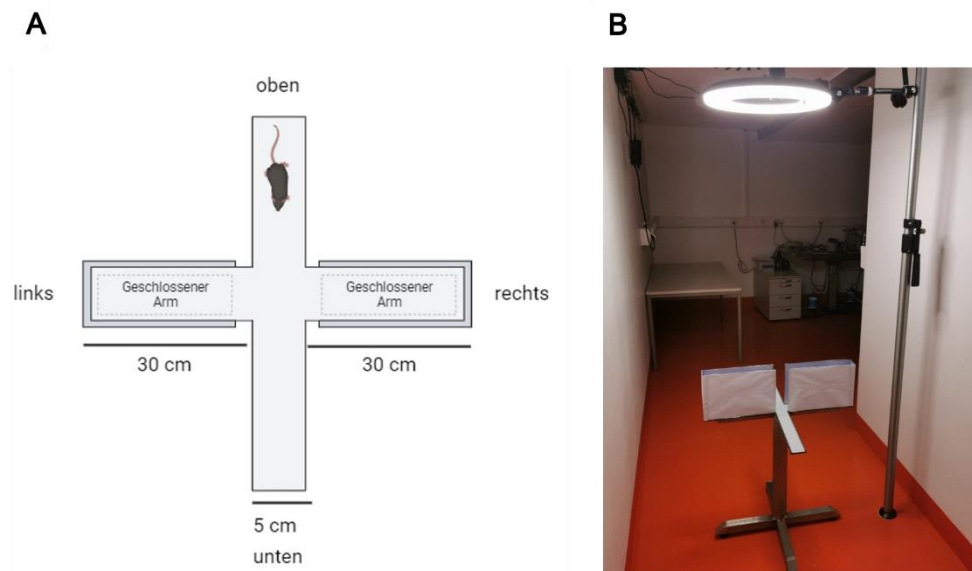 A
B
oben
links
Geschlossener
Arm
Geschlossener
Arm
rechts
30 cm
30 cm
5 cm
unten